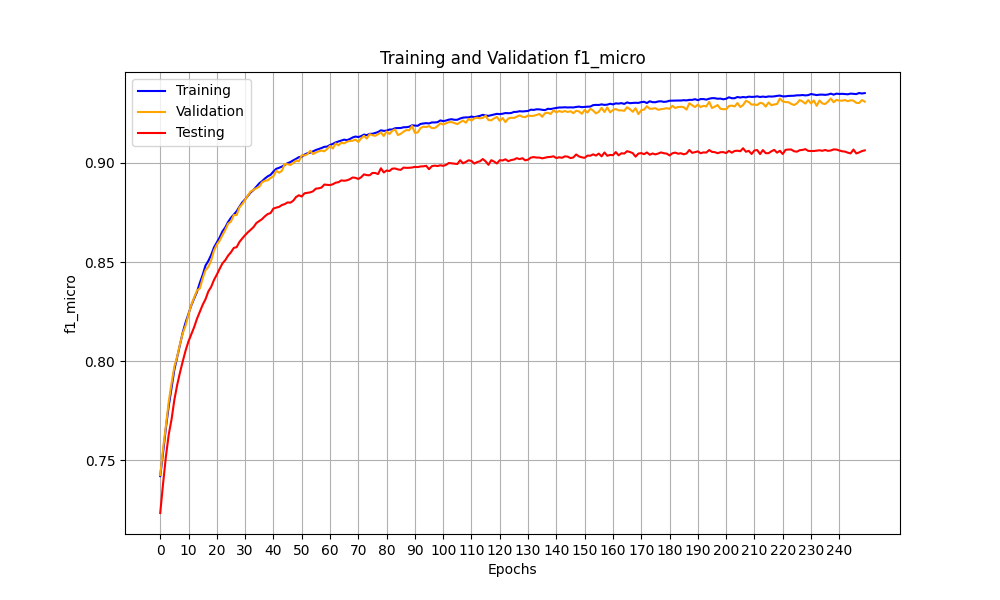 Training and Validation f1_micro
Training
Validation
Testing
0.90
0.85
0.80
0.75
f1_micro
0 10 20 30 40 50 60 70 80 90 100 110 120 130 140 150 160 170 180 190 200 210 220 230 240
Epochs